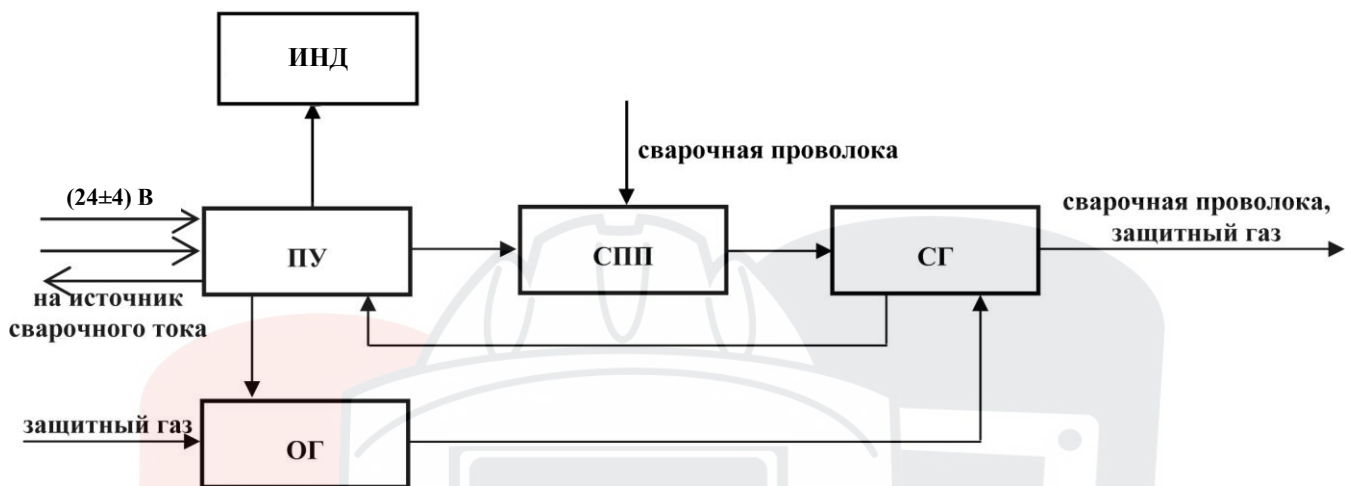 ИНД
сварочная проволока
(24±4) В
сварочная проволока,
защитный газ
ПУ
СПП
СГ
на источник
сварочного тока
защитный газ
ОГ